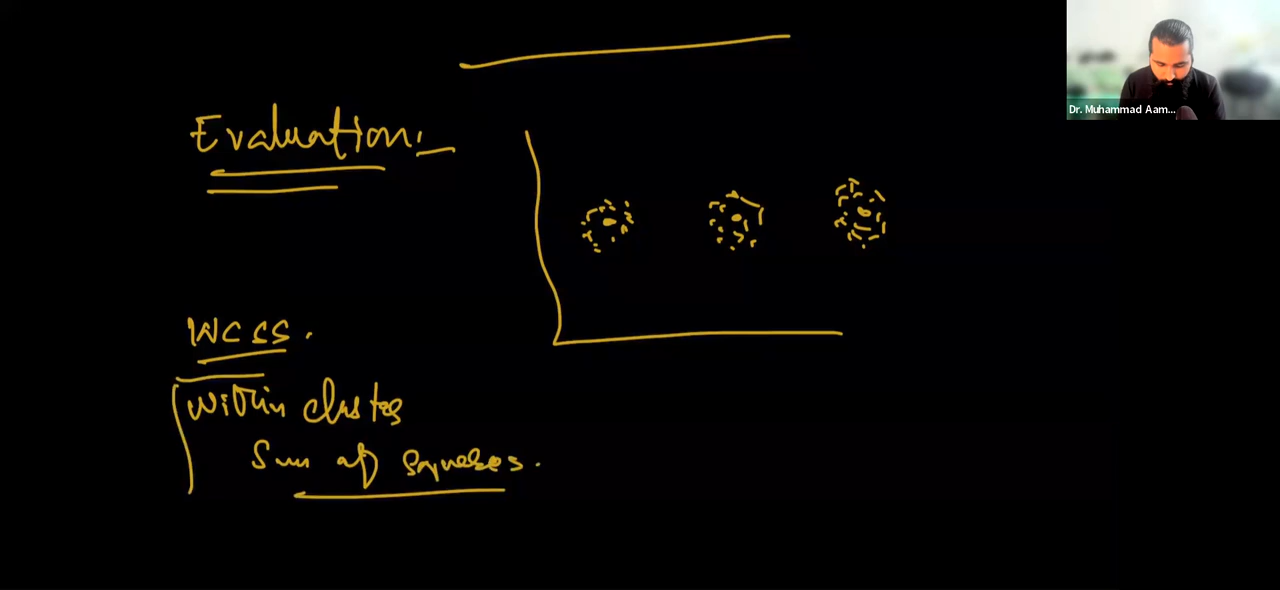 Dr. Muhammad Aam...
Evaluation:-
WCSS.
Within cluster
Sum of Squares.